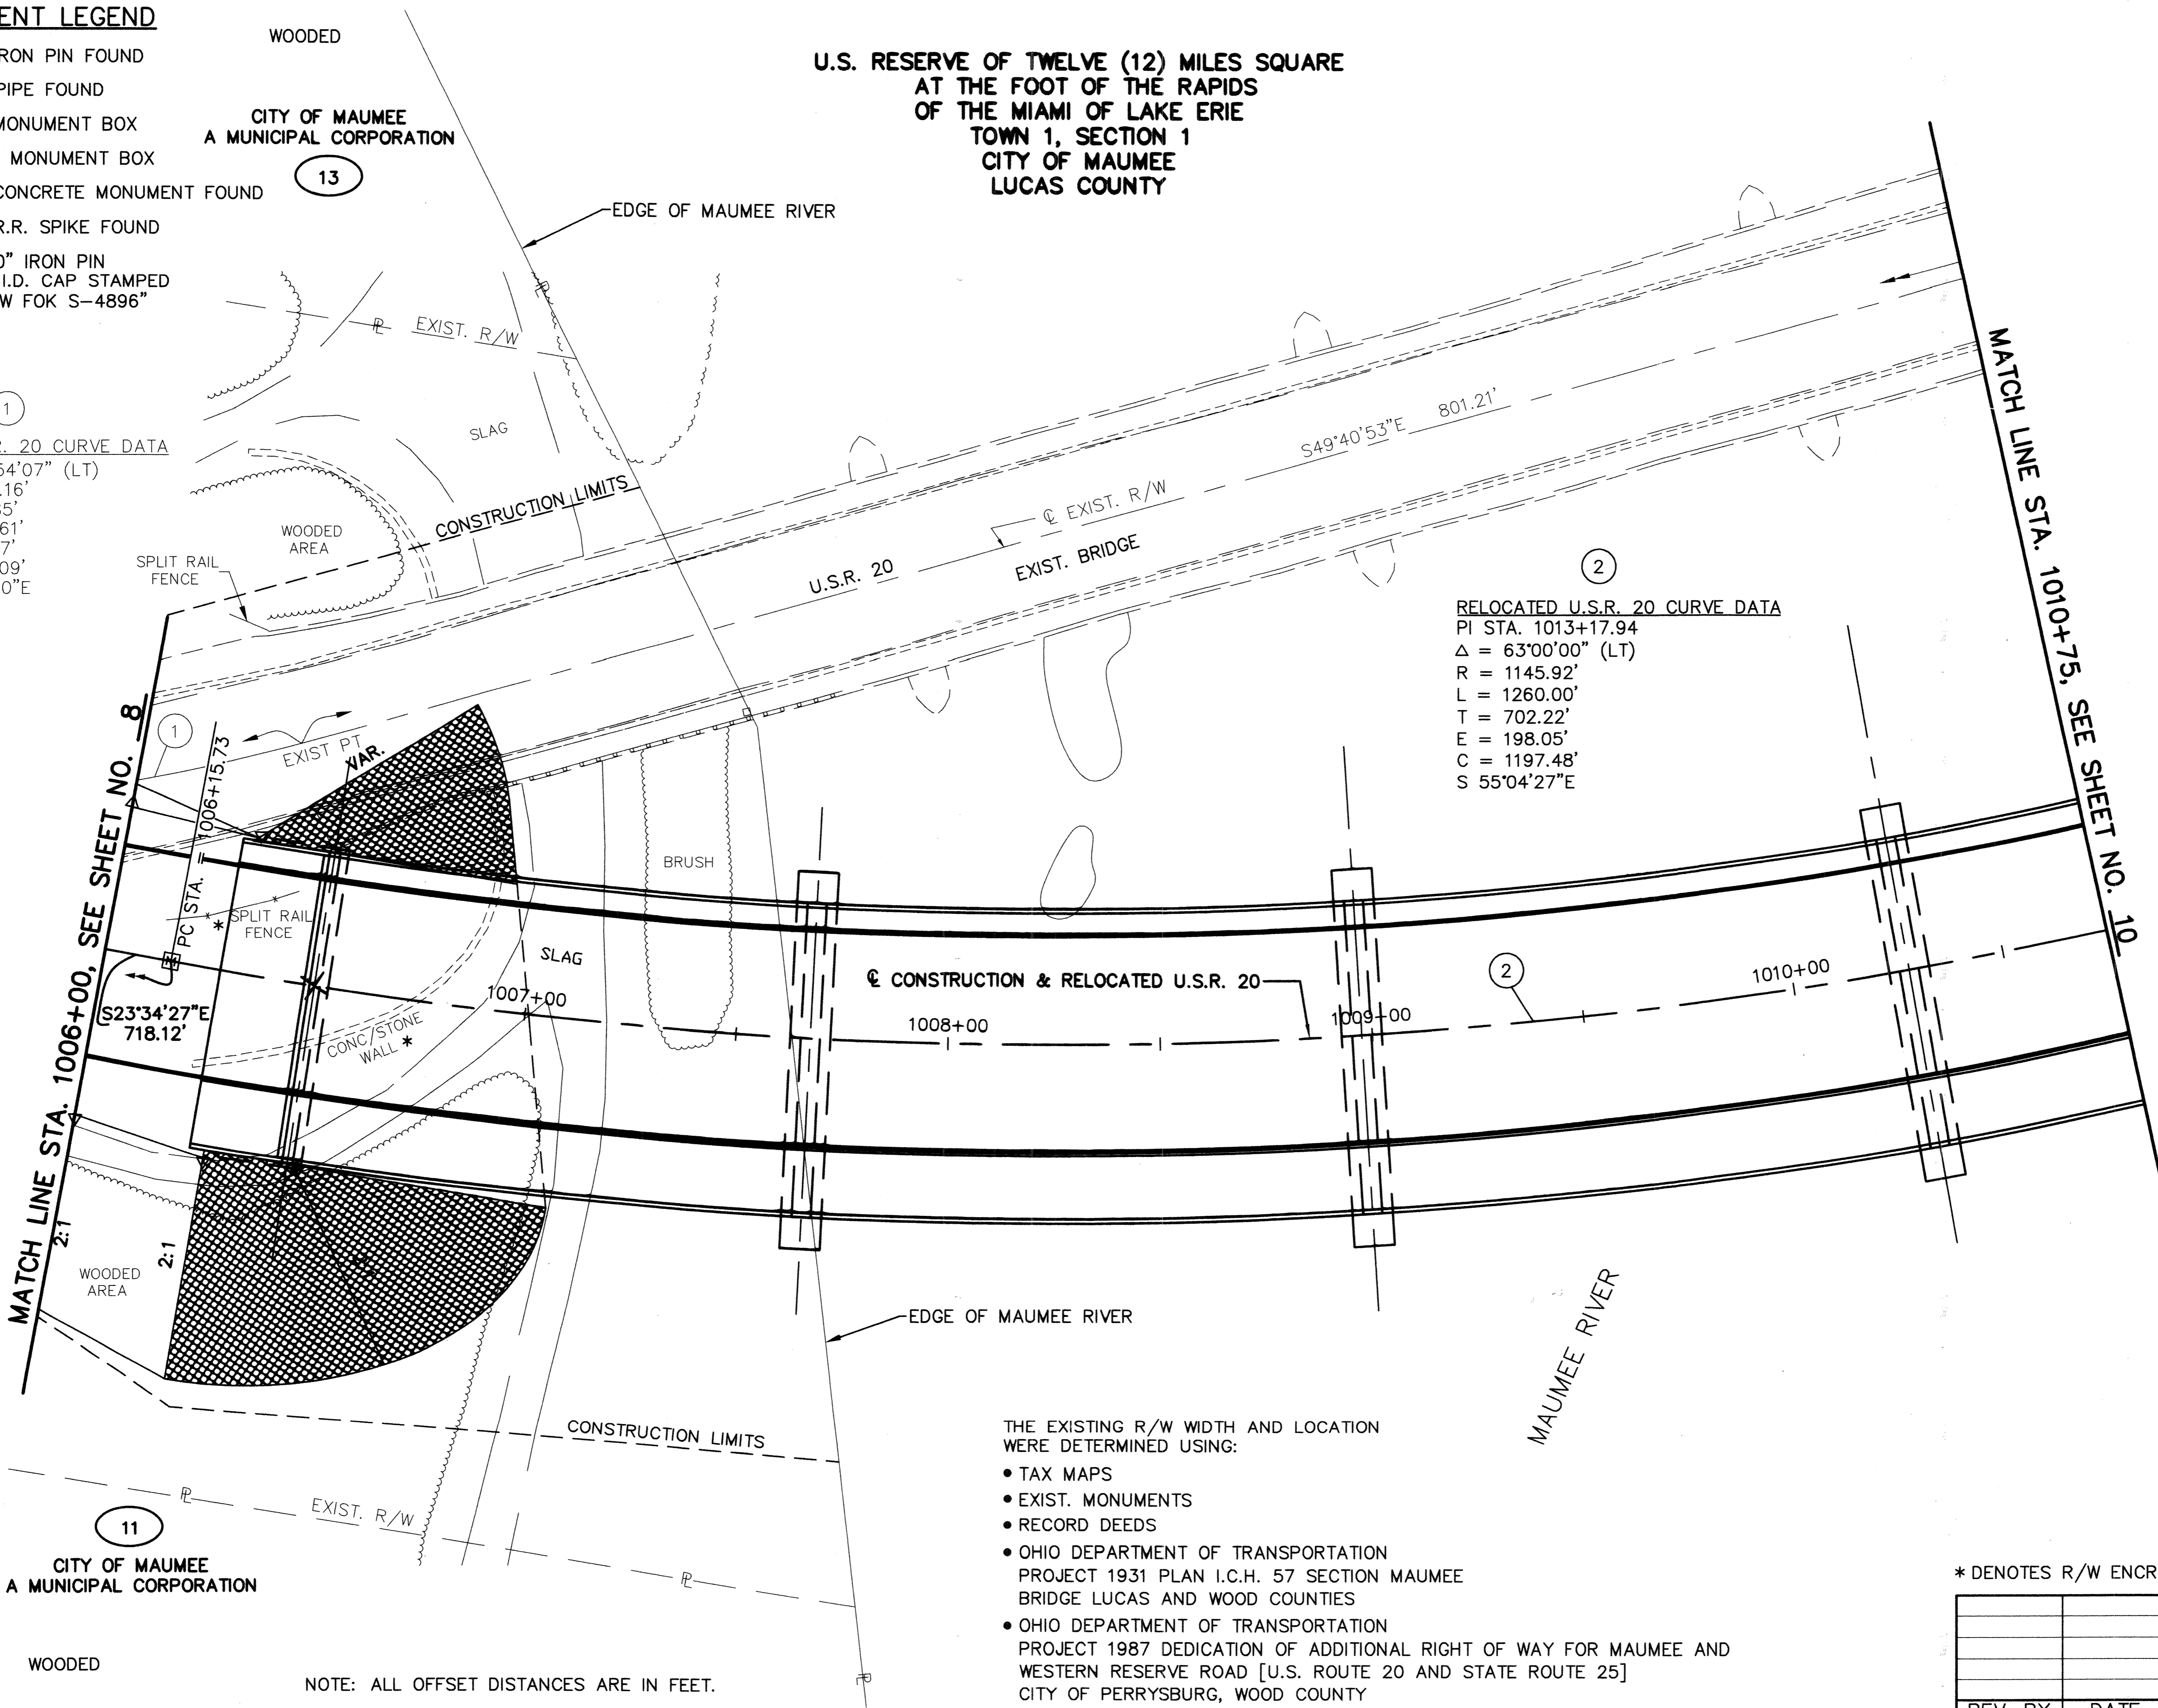 ENT LEGEND
IRON PIN FOUND
PIPE FOUND
MONUMENT BOX
MONUMENT BOX
CONCRETE MONUMENT FOUND
R.R. SPIKE FOUND
0" IRON PIN
I.D. CAP STAMPED
W FOK S-4896"
WOODED
CITY OF MAUMEE
A MUNICIPAL CORPORATION
13
U.S. RESERVE OF TWELVE (12) MILES SQUARE
AT THE FOOT OF THE RAPIDS
OF THE MIAMI OF LAKE ERIE
TOWN 1, SECTION 1
CITY OF MAUMEE
LUCAS COUNTY
EDGE OF MAUMEE RIVER
PL EXIST. R/W
PL
SLAG
1
R. 20 CURVE DATA
54'07" (LT)
.16'
35'
61'
7'
09'
0"E
CONSTRUCTION LIMITS
WOODED
AREA
SPLIT RAIL
FENCE
S49°40'53"E 801.21'
℄ EXIST. R/W
U.S.R. 20
EXIST. BRIDGE
MATCH LINE STA. 1010+75, SEE SHEET NO. 10
2
RELOCATED U.S.R. 20 CURVE DATA
PI STA. 1013+17.94
Δ = 63°00'00" (LT)
R = 1145.92'
L = 1260.00'
T = 702.22'
E = 198.05'
C = 1197.48'
S 55°04'27"E
MATCH LINE STA. 1006+00, SEE SHEET NO. 8
1
EXIST PT
VAR.
PC STA. = 1006+15.73
*
SPLIT RAIL
FENCE
BRUSH
SLAG
S23°34'27"E
718.12'
1007+00
CONC/STONE
WALL *
℄ CONSTRUCTION & RELOCATED U.S.R. 20
1008+00
1009+00
2
1010+00
2:1
2:1
WOODED
AREA
EDGE OF MAUMEE RIVER
MAUMEE RIVER
CONSTRUCTION LIMITS
PL
EXIST. R/W
PL
PL
11
CITY OF MAUMEE
A MUNICIPAL CORPORATION
WOODED
NOTE: ALL OFFSET DISTANCES ARE IN FEET.
THE EXISTING R/W WIDTH AND LOCATION
WERE DETERMINED USING:
• TAX MAPS
• EXIST. MONUMENTS
• RECORD DEEDS
• OHIO DEPARTMENT OF TRANSPORTATION
PROJECT 1931 PLAN I.C.H. 57 SECTION MAUMEE
BRIDGE LUCAS AND WOOD COUNTIES
• OHIO DEPARTMENT OF TRANSPORTATION
PROJECT 1987 DEDICATION OF ADDITIONAL RIGHT OF WAY FOR MAUMEE AND
WESTERN RESERVE ROAD [U.S. ROUTE 20 AND STATE ROUTE 25]
CITY OF PERRYSBURG, WOOD COUNTY
* DENOTES R/W ENCR
REV. BY DATE